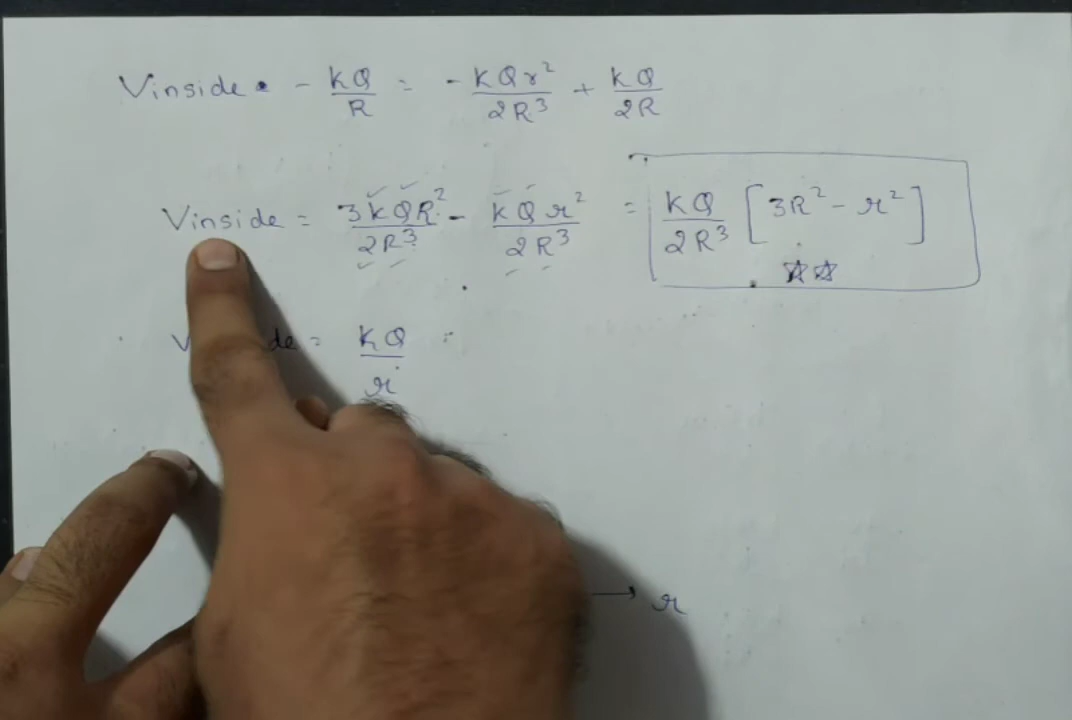 Vinside - kQ/R = - kQr²/2R³ + kQ/2R
Vinside = 3kQR²/2R³ - kQr²/2R³ = kQ/2R³ [3R² - r²]
☆☆
V de = kQ/r =
→ r